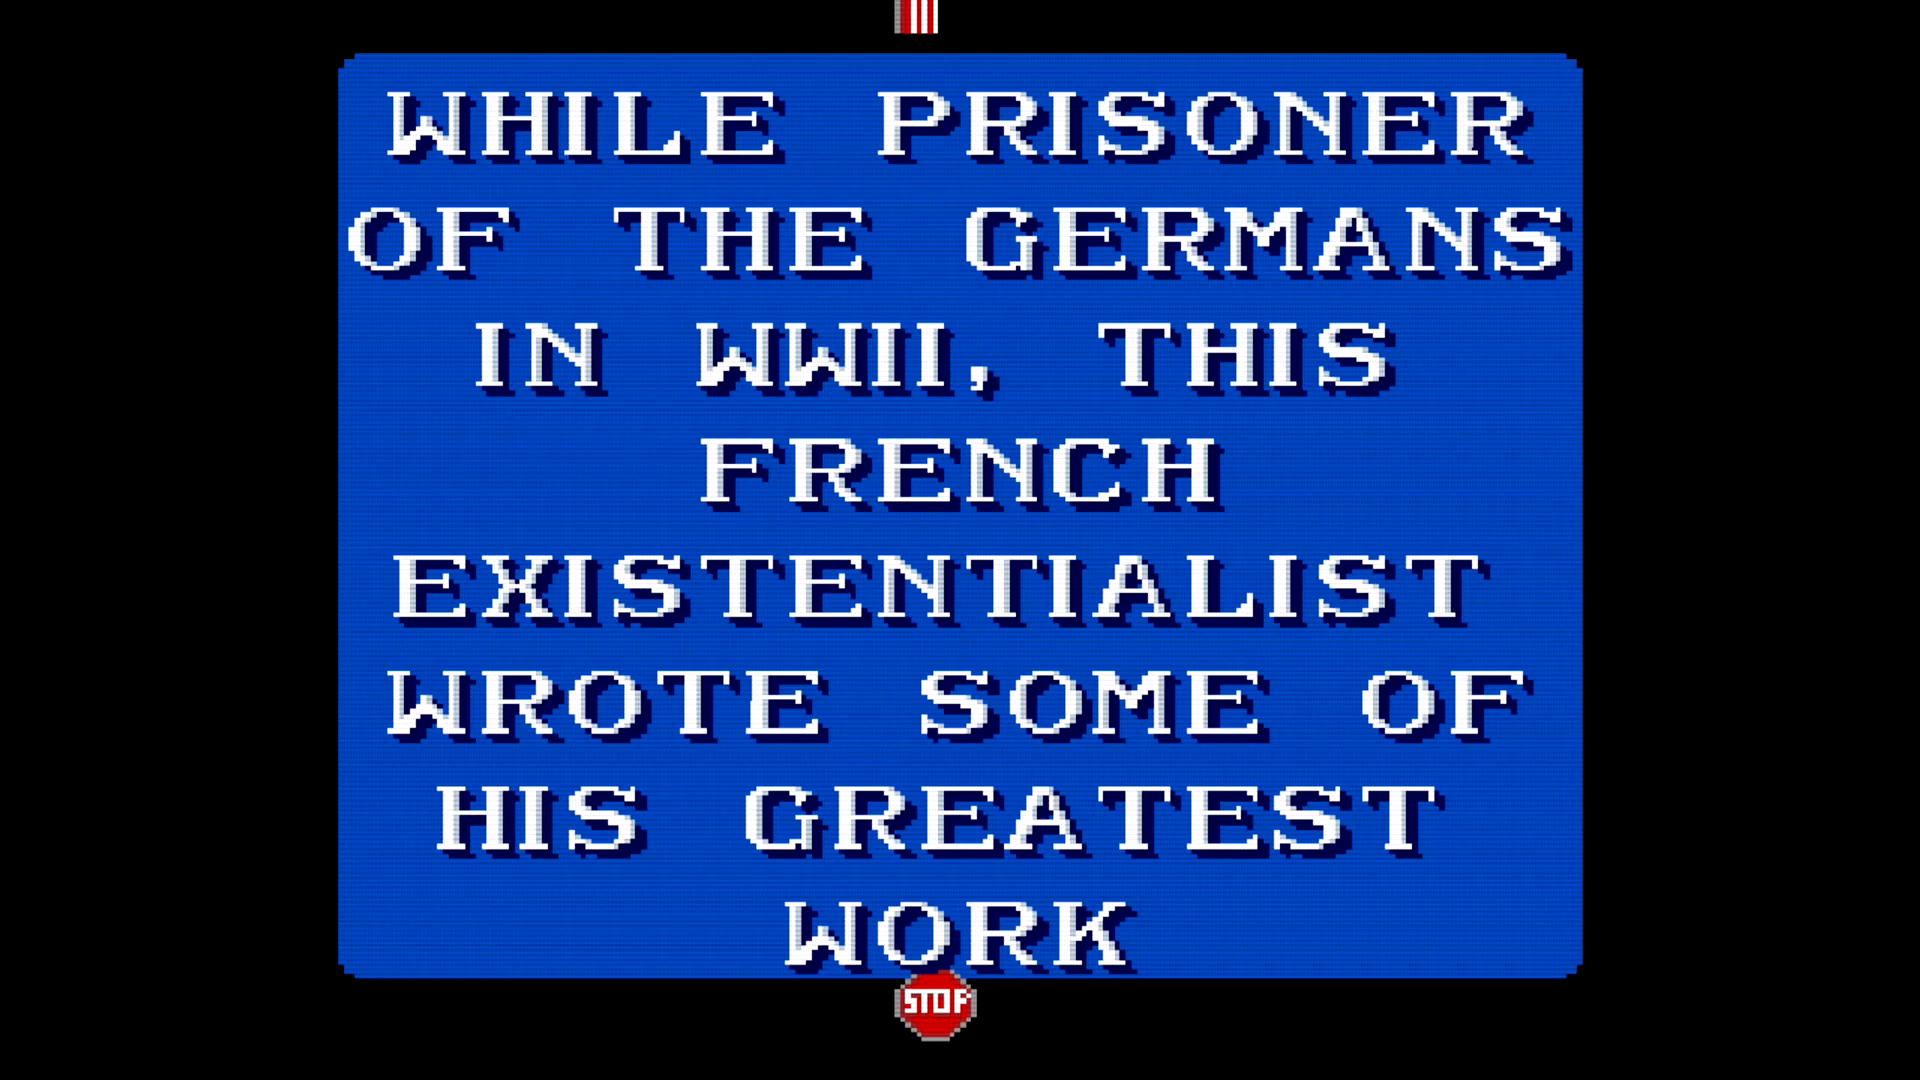 WHILE PRISONER
OF THE GERMANS
IN WWII, THIS
FRENCH
EXISTENTIALIST
WROTE SOME OF
HIS GREATEST
WORK
STOP